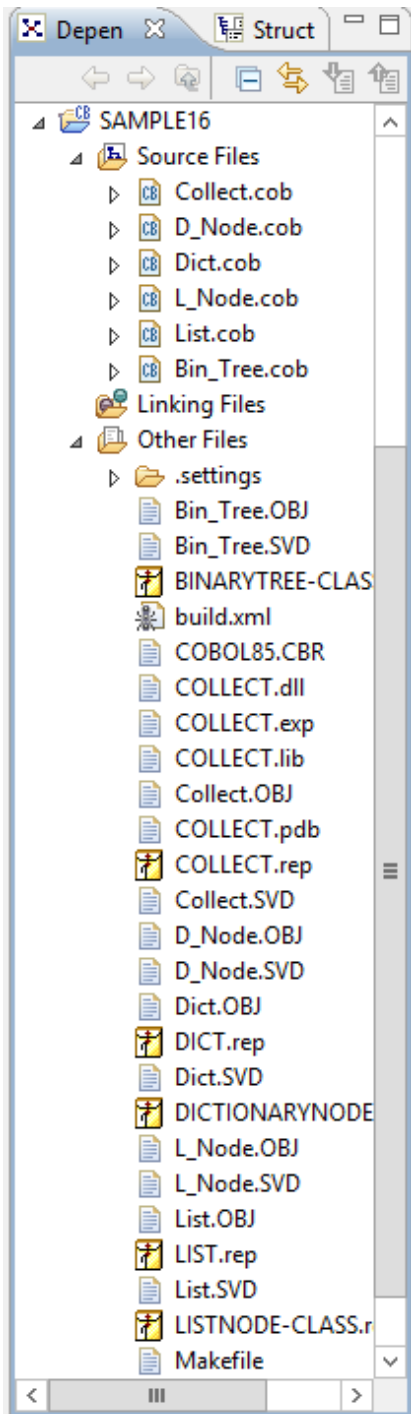 Depen Struct
SAMPLE16
Source Files
Collect.cob
D_Node.cob
Dict.cob
L_Node.cob
List.cob
Bin_Tree.cob
Linking Files
Other Files
.settings
Bin_Tree.OBJ
Bin_Tree.SVD
BINARYTREE-CLAS
build.xml
COBOL85.CBR
COLLECT.dll
COLLECT.exp
COLLECT.lib
Collect.OBJ
COLLECT.pdb
COLLECT.rep
Collect.SVD
D_Node.OBJ
D_Node.SVD
Dict.OBJ
DICT.rep
Dict.SVD
DICTIONARYNODE
L_Node.OBJ
L_Node.SVD
List.OBJ
LIST.rep
List.SVD
LISTNODE-CLASS.r
Makefile